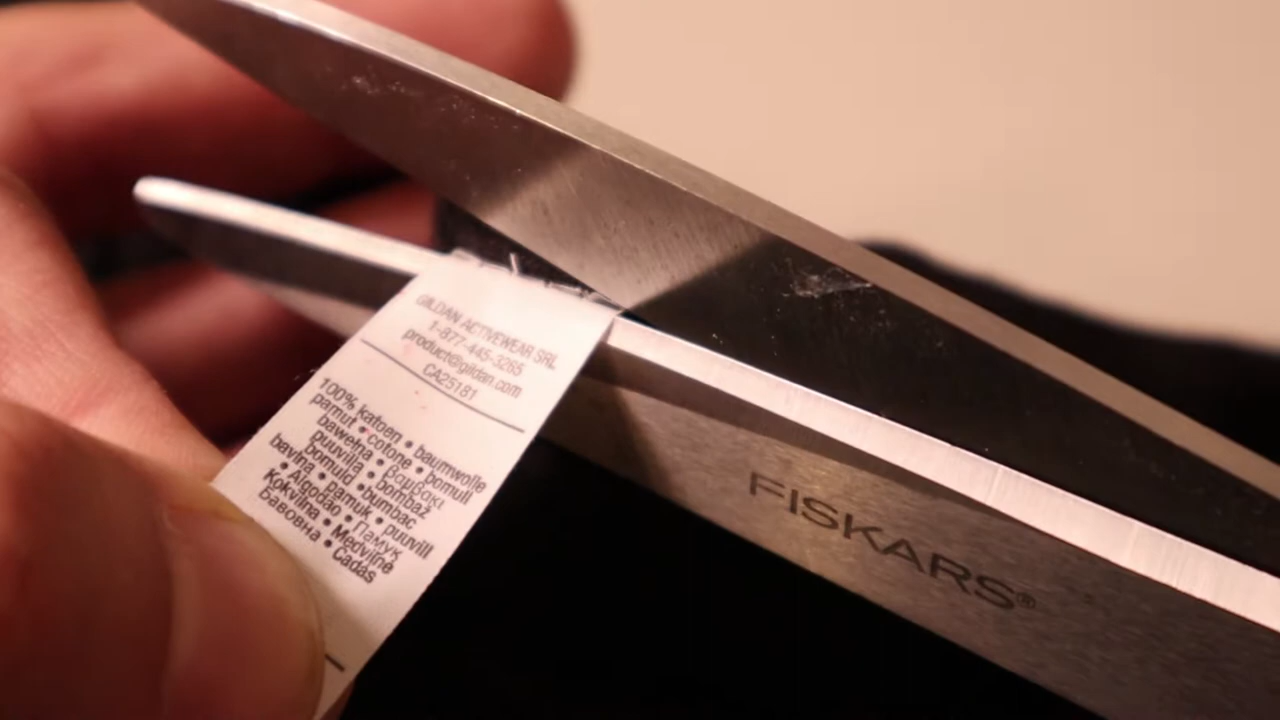 GILDAN ACTIVEWEAR SRL
1-877-445-3265
product@gildan.com
CA25181
100% katoen • baumwolle
pamut • cotone • bomull
bawełna • βαμβακι
puuvilla • bombaž
bomuld • bumbac
bavlna • pamuk • puuvill
• Algodão • Памук
Kokvilna • Medvilnė
бавовна • Cadás
FISKARS®